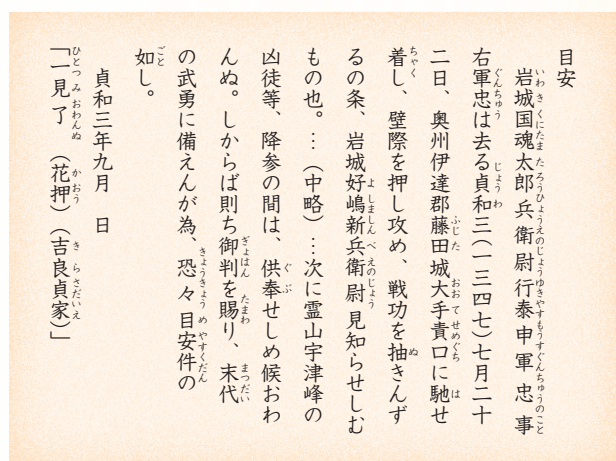 目安
岩城国魂太郎兵衛尉行泰申軍忠事
右軍忠は去る貞和三(一三四七)七月二十
二日、奥州伊達郡藤田城大手責口に馳せ
着し、壁際を押し攻め、戦功を抽きんず
るの条、岩城好嶋新兵衛尉見知らせしむ
もの也。…(中略)…次に霊山宇津峰の
凶徒等、降参の間は、供奉せしめ候おわ
んぬ。しからば則ち御判を賜り、末代
の武勇に備えんが為、恐々目安件の
如し。
貞和三年九月 日
「一見了 (花押)(吉良貞家)」